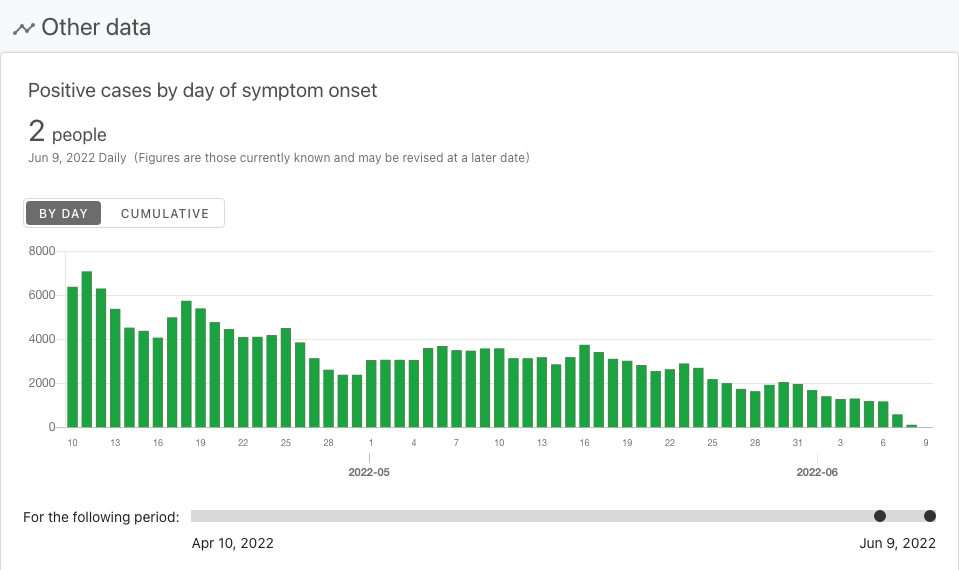 Other data
Positive cases by day of symptom onset
2 people
Jun 9, 2022 Daily (Figures are those currently known and may be revised at a later date)
BY DAY CUMULATIVE
8000
6000
4000
2000
0
10 13 16 19 22 25 28 1 4 7 10 13 16 19 22 25 28 31 3 6 9
2022-05 2022-06
For the following period:
Apr 10, 2022 Jun 9, 2022